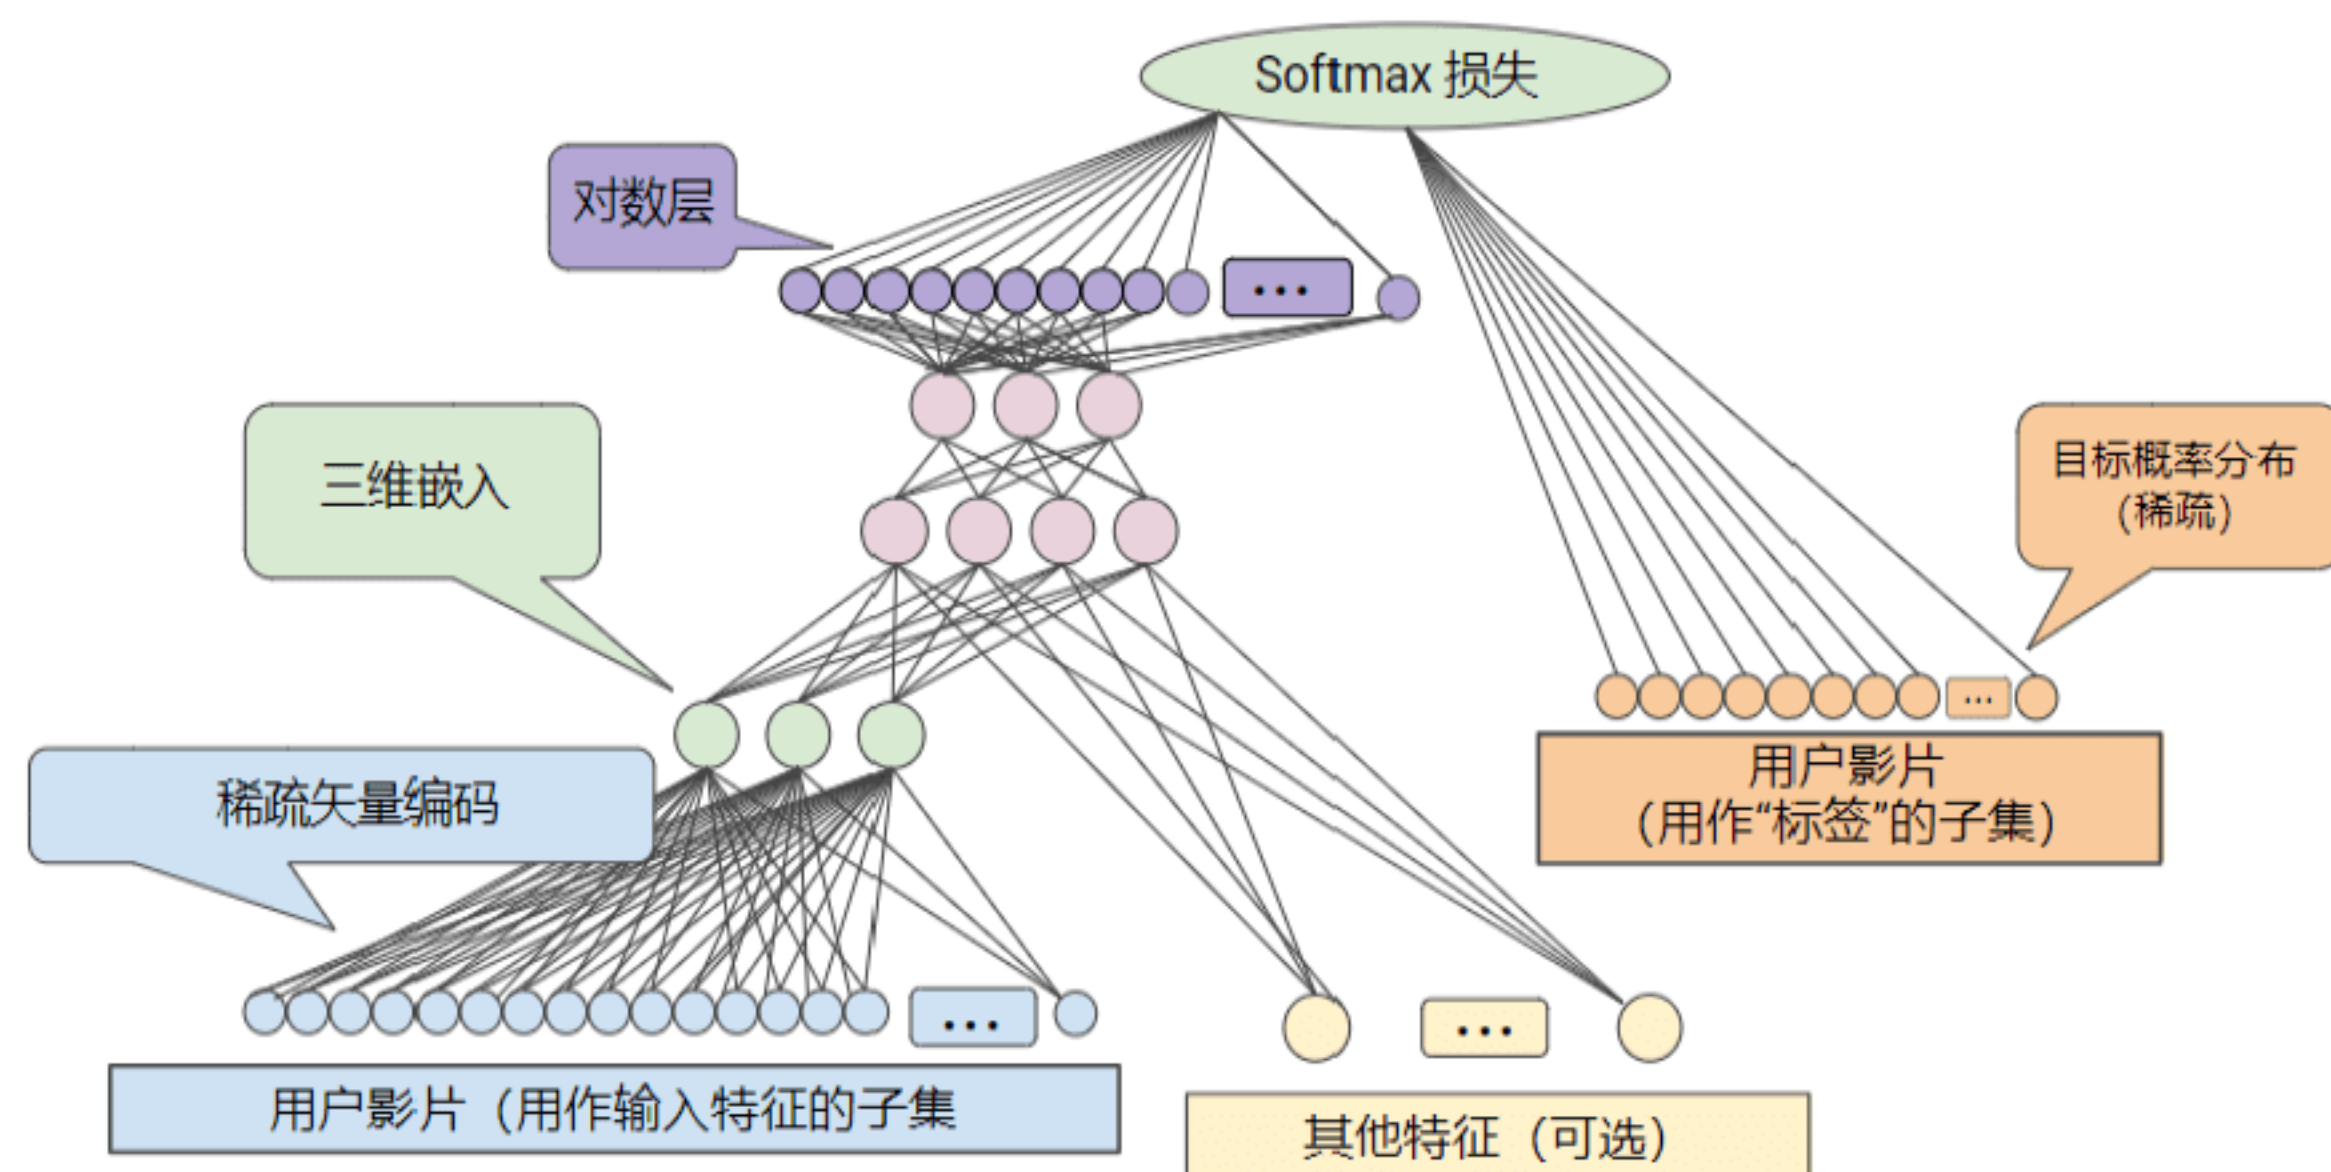 Softmax 损失
对数层
三维嵌入
目标概率分布
(稀疏)
稀疏矢量编码
...
...
用户影片
(用作“标签”的子集)
...
...
用户影片（用作输入特征的子集
其他特征（可选）